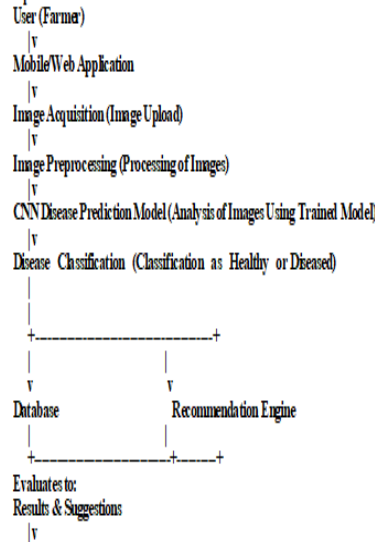 User (Farmer)
|v
Mobile/Web Application
|v
Image Acquisition (Image Upload)
|v
Image Preprocessing (Processing of Images)
|v
CNN Disease Prediction Model (Analysis of Images Using Trained Model)
|v
Disease Classification (Classification as Healthy or Diseased)
|
|
+----------------------------------+
| |
v v
Database Recommendation Engine
| |
+--------------------------+--------+
Evaluates to:
Results & Suggestions
|v